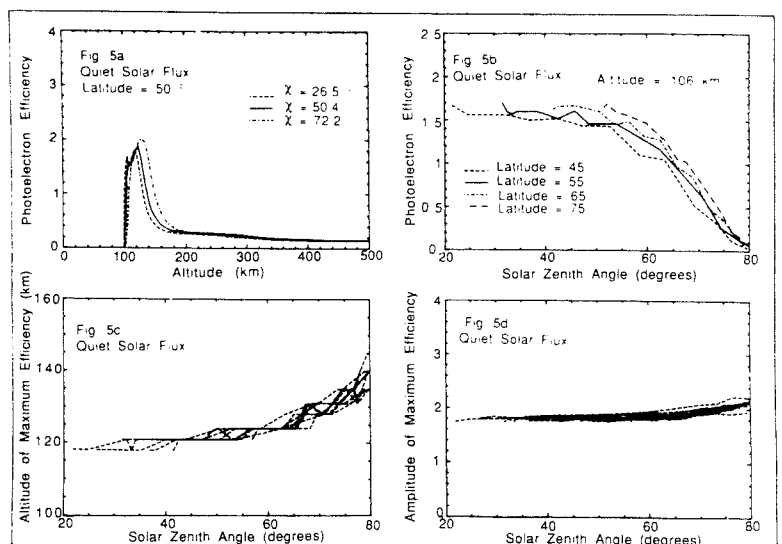 Fig 5a
Quiet Solar Flux
Latitude = 50
χ = 26 5
χ = 50 4
χ = 72 2
Photoelectron Efficiency
4
3
2
1
0
0 100 200 300 400 500
Altitude (km)
Fig 5b
Quiet Solar Flux
Altitude = 106 km
Latitude = 45
Latitude = 55
Latitude = 65
Latitude = 75
Photoelectron Efficiency
2 5
2
1 5
1
0 5
0
20 40 60 80
Solar Zenith Angle (degrees)
Fig 5c
Quiet Solar Flux
Altitude of Maximum Efficiency (km)
160
140
120
100
20 40 60 80
Solar Zenith Angle (degrees)
Fig 5d
Quiet Solar Flux
Amplitude of Maximum Efficiency
4
3
2
1
0
20 40 60 80
Solar Zenith Angle (degrees)